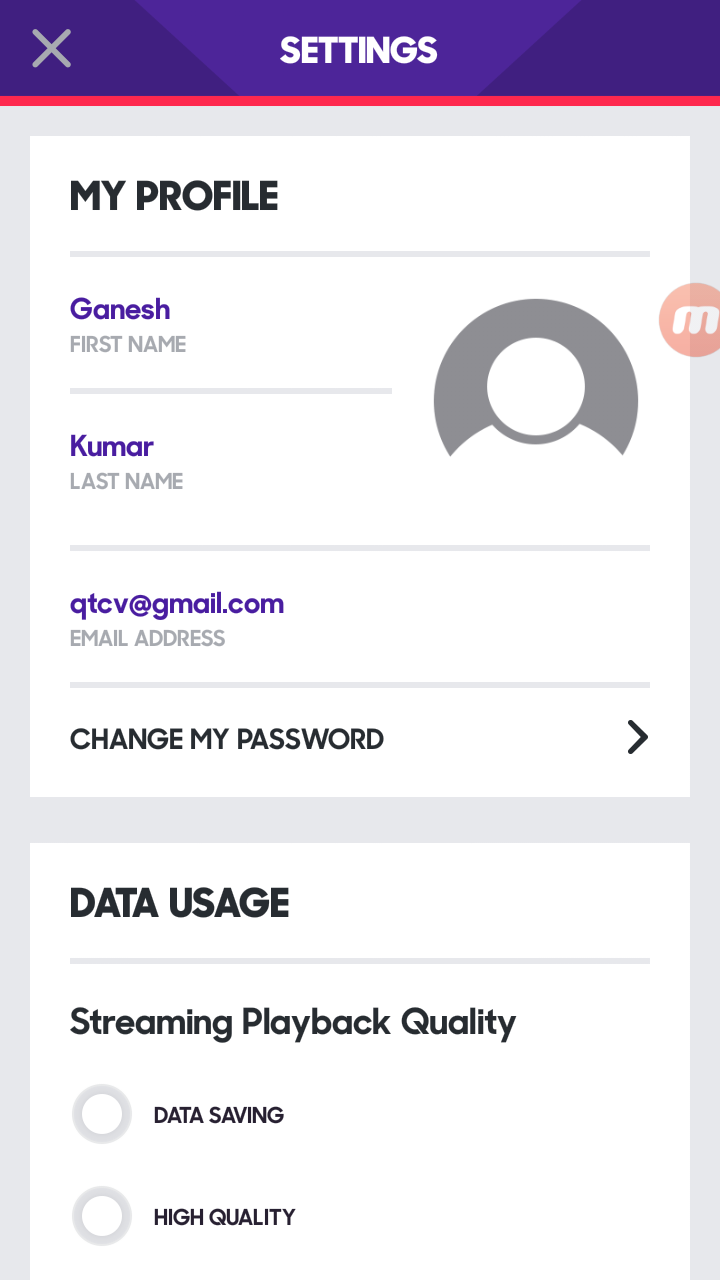 SETTINGS
MY PROFILE
Ganesh
FIRST NAME
Kumar
LAST NAME
qtcv@gmail.com
EMAIL ADDRESS
CHANGE MY PASSWORD
DATA USAGE
Streaming Playback Quality
DATA SAVING
HIGH QUALITY